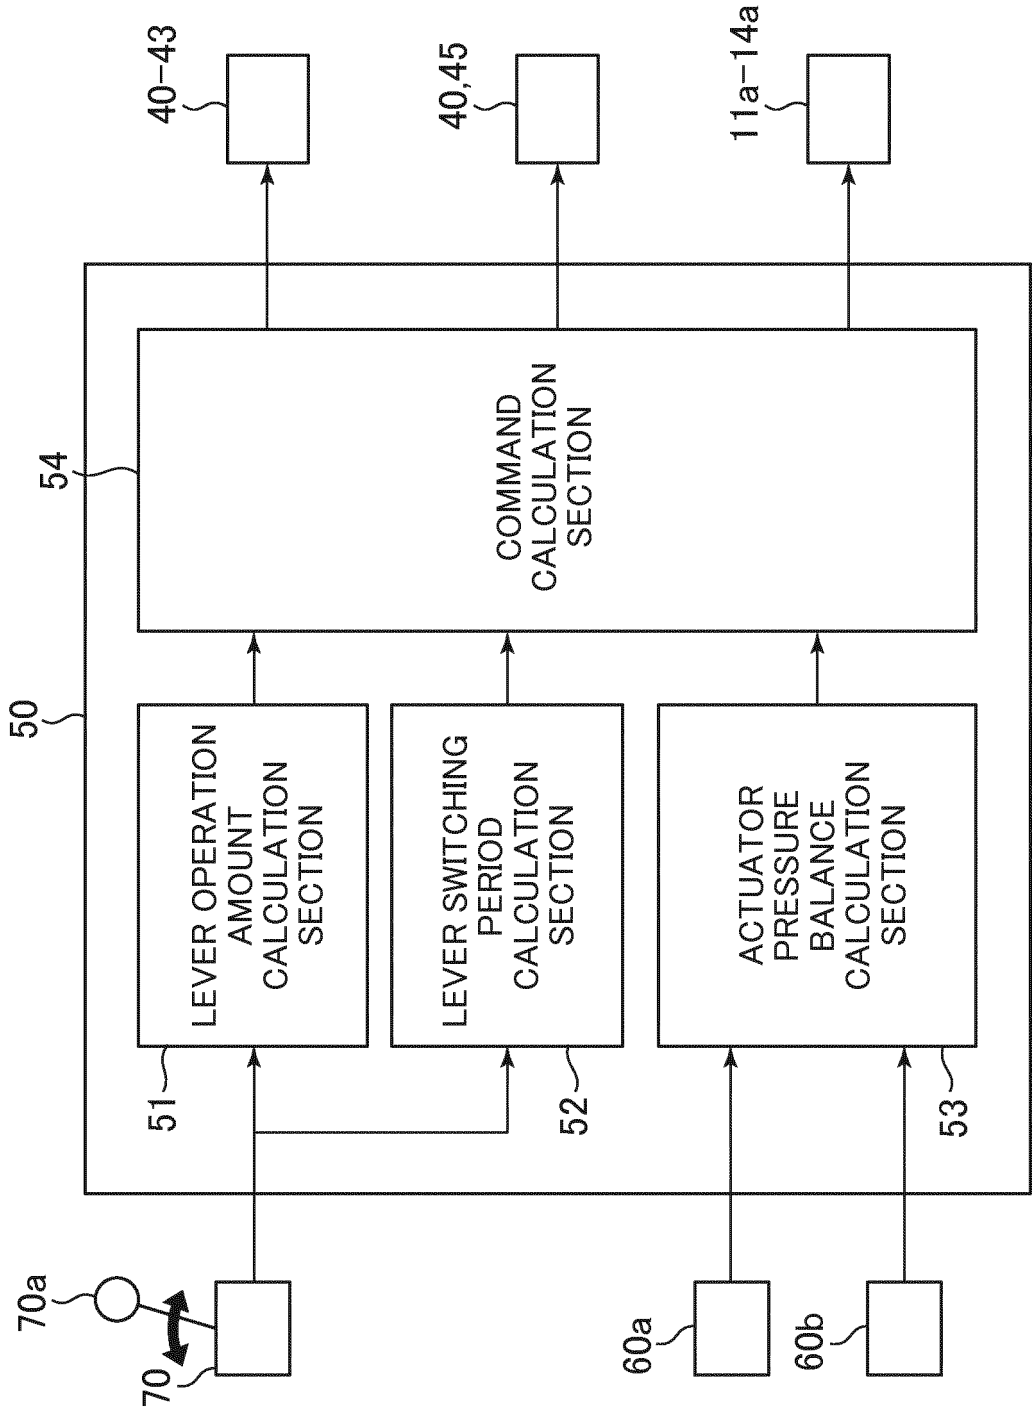 50
54
70a
70
51
LEVER OPERATION
AMOUNT
CALCULATION
SECTION
52
LEVER SWITCHING
PERIOD
CALCULATION
SECTION
60a
60b
53
ACTUATOR
PRESSURE
BALANCE
CALCULATION
SECTION
COMMAND
CALCULATION
SECTION
40-43
40,45
11a-14a